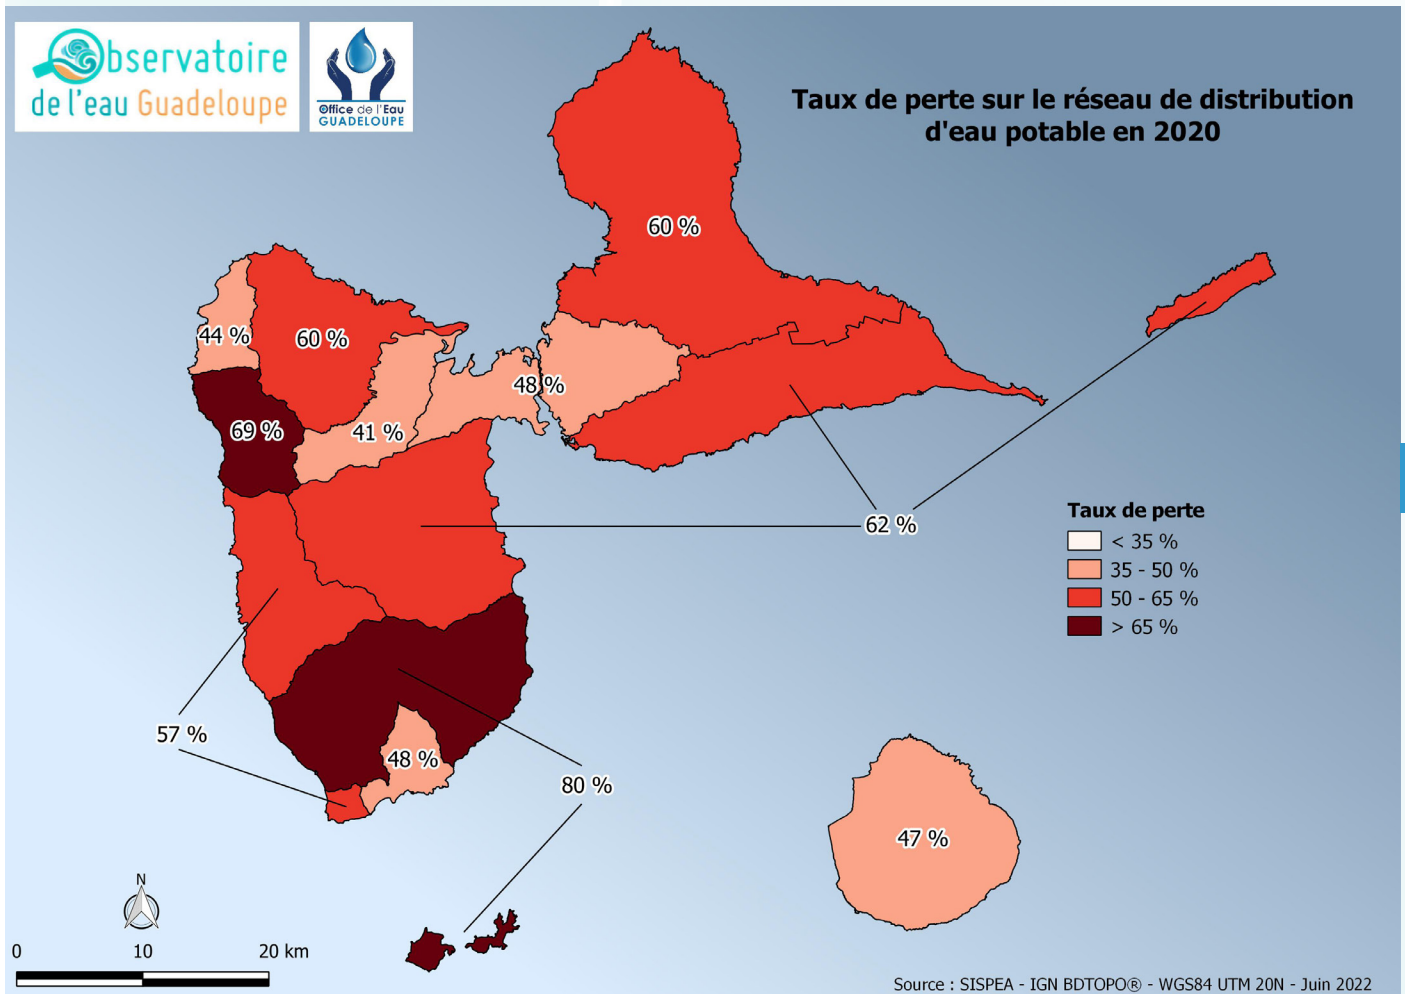 Observatoire
de l'eau Guadeloupe
Office de l'Eau
GUADELOUPE
Taux de perte sur le réseau de distribution
d'eau potable en 2020
60 %
44 %
60 %
48 %
69 %
41 %
62 %
Taux de perte
< 35 %
35 - 50 %
50 - 65 %
> 65 %
57 %
48 %
80 %
47 %
N
0 10 20 km
Source : SISPEA - IGN BDTOPO® - WGS84 UTM 20N - Juin 2022